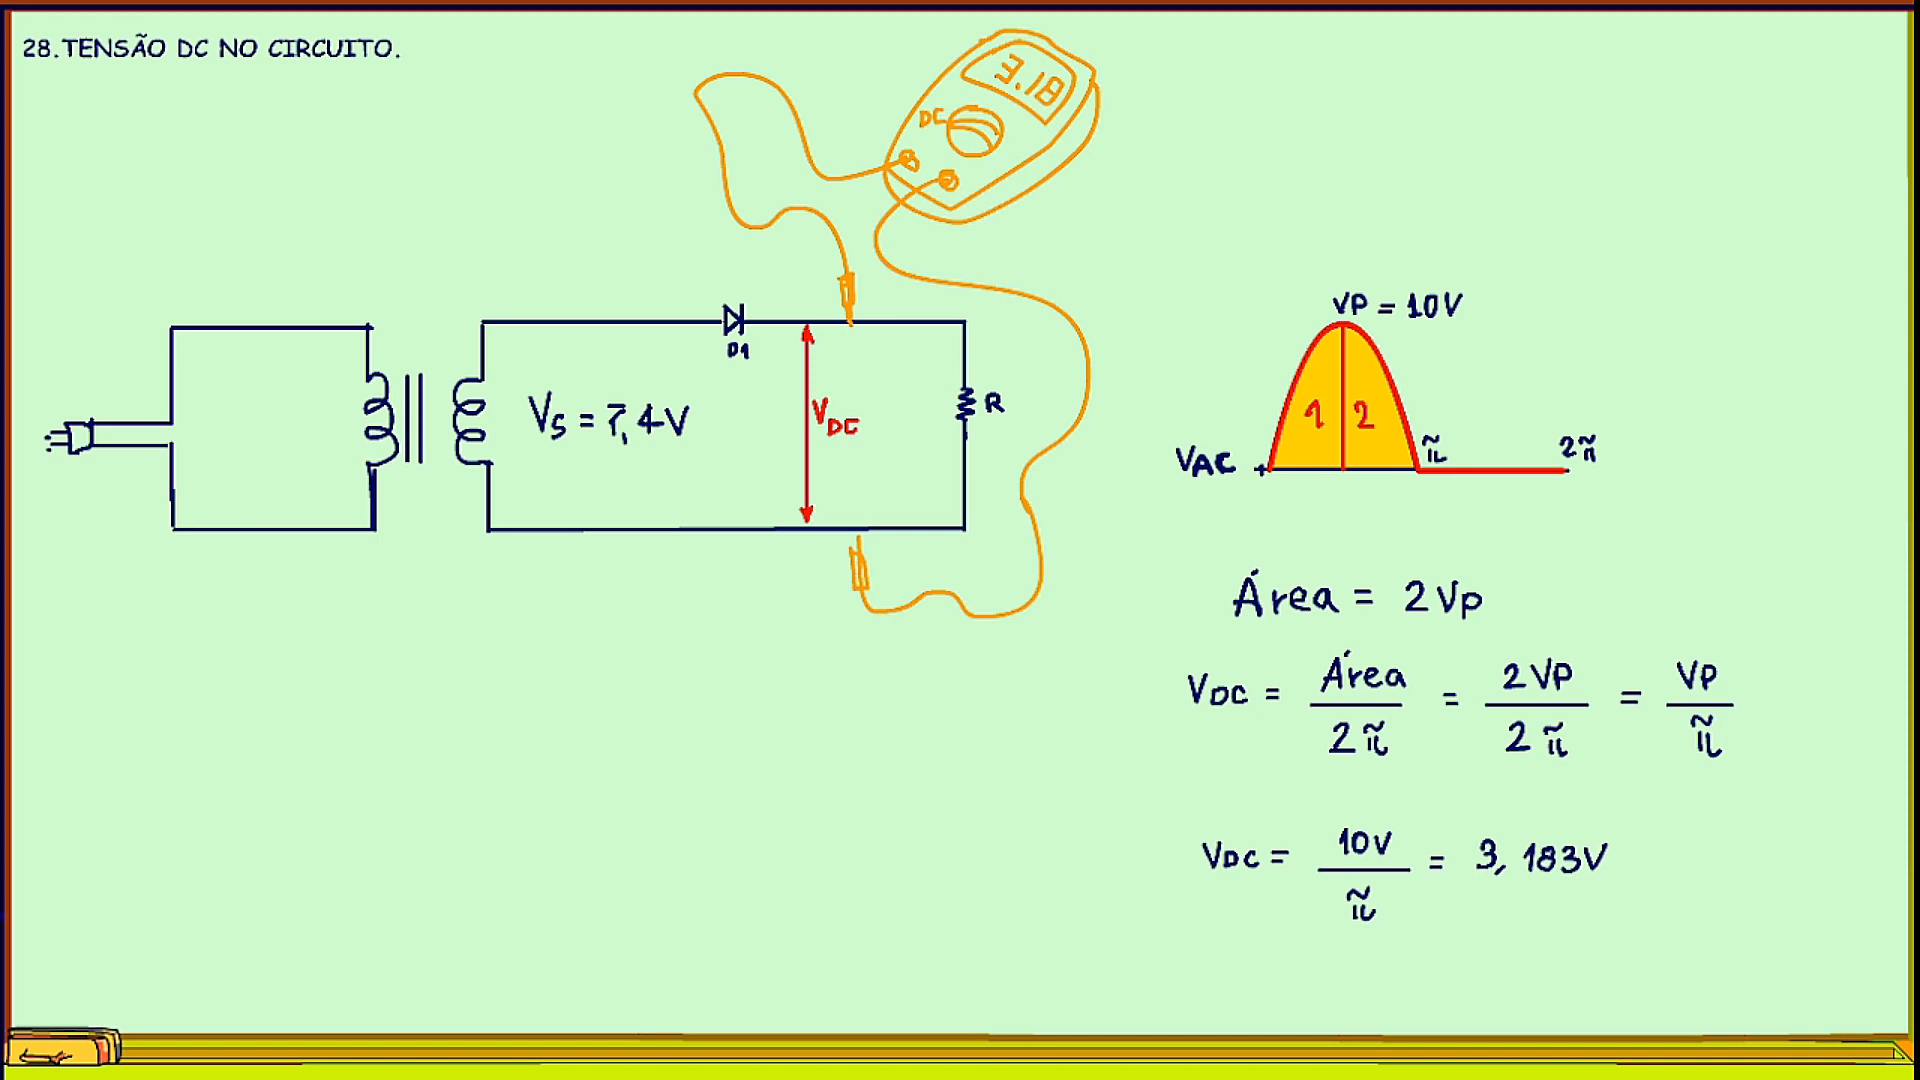 28.TENSÃO DC NO CIRCUITO.
3.18
DC
VP = 10V
D1
VS = 7,4V
VDC
R
1 2
VAC + π 2π
Área = 2Vp
VDC = Área / 2π = 2VP / 2π = VP / π
VDC = 10V / π = 3,183V